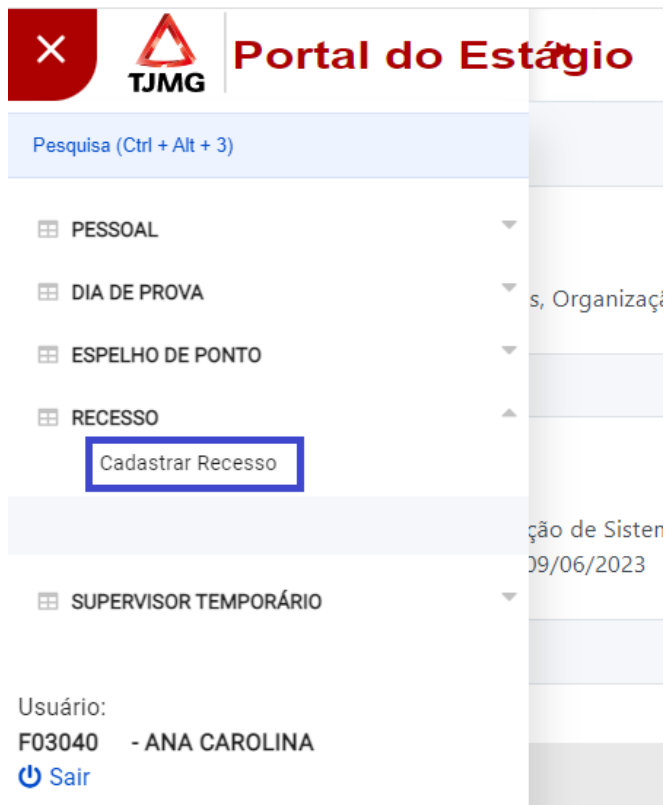 TJMG
Portal do Estágio
Pesquisa (Ctrl + Alt + 3)
PESSOAL
DIA DE PROVA
s, Organizaçã
ESPELHO DE PONTO
RECESSO
Cadastrar Recesso
ção de Sistem
09/06/2023
SUPERVISOR TEMPORÁRIO
Usuário:
F03040 - ANA CAROLINA
Sair